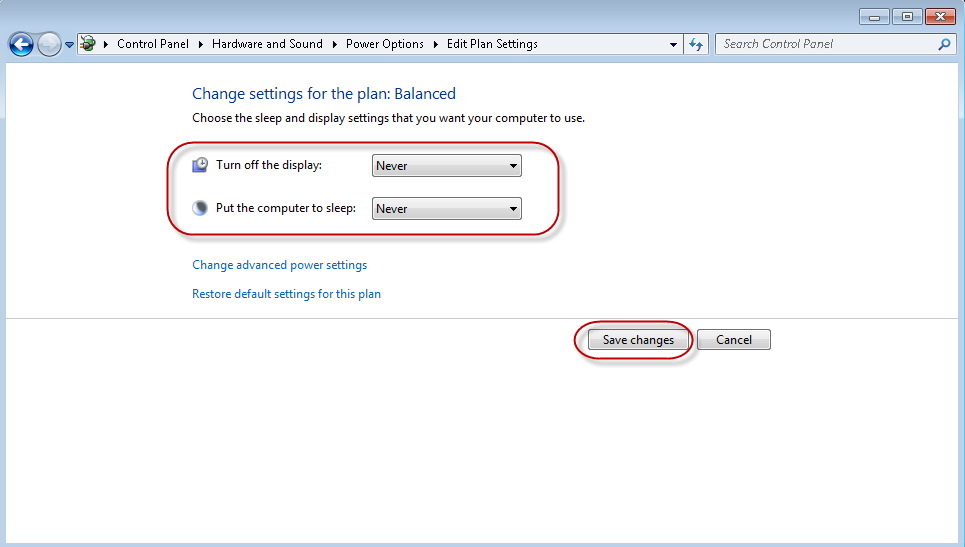 Control Panel Hardware and Sound Power Options Edit Plan Settings Search Control Panel
Change settings for the plan: Balanced
Choose the sleep and display settings that you want your computer to use.
Turn off the display: Never
Put the computer to sleep: Never
Change advanced power settings
Restore default settings for this plan
Save changes Cancel